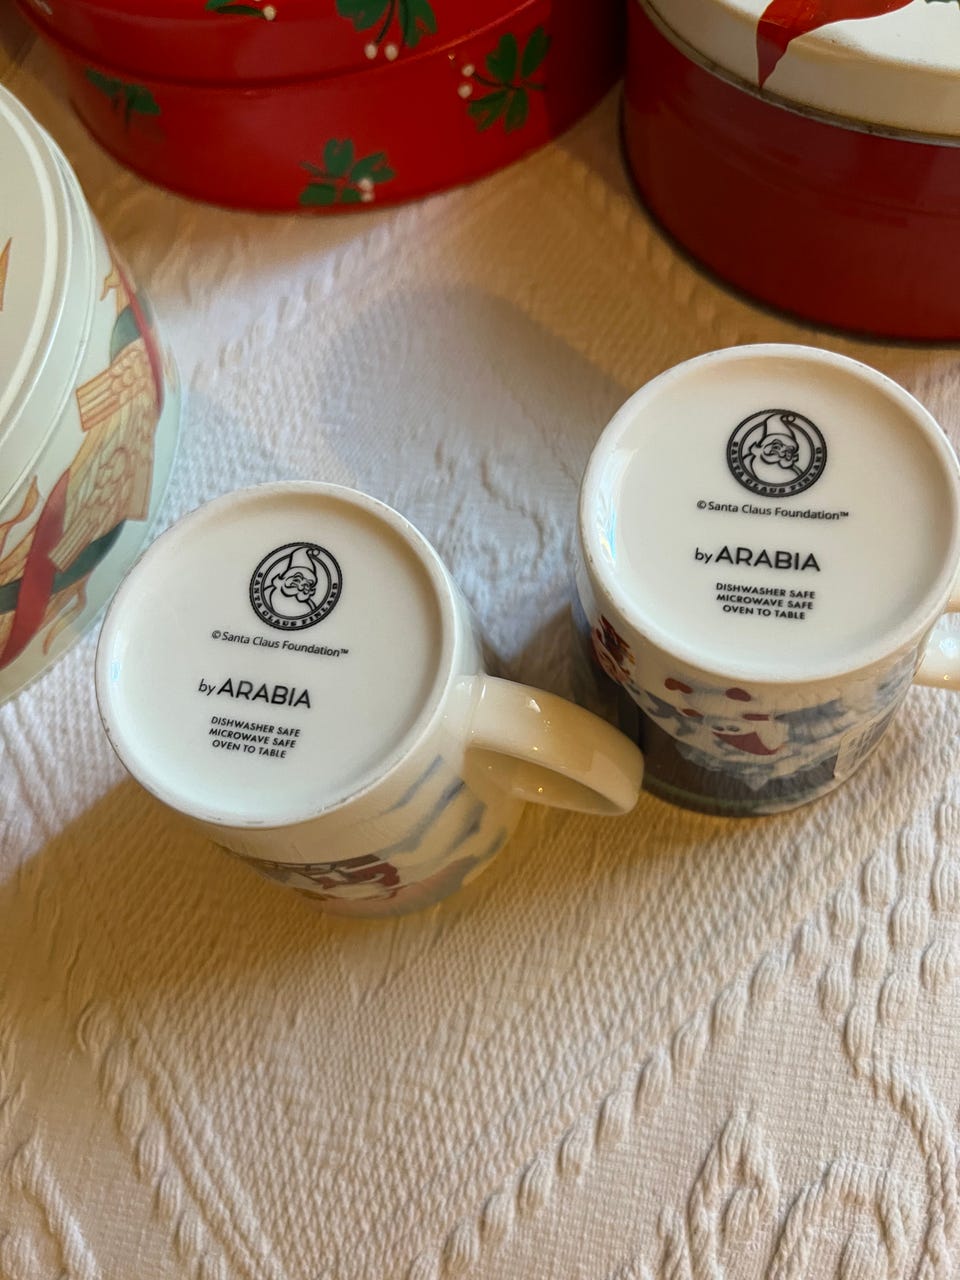 SANTA CLAUS FINLAND
© Santa Claus Foundation™
by ARABIA
DISHWASHER SAFE
MICROWAVE SAFE
OVEN TO TABLE
SANTA CLAUS FINLAND
© Santa Claus Foundation™
by ARABIA
DISHWASHER SAFE
MICROWAVE SAFE
OVEN TO TABLE